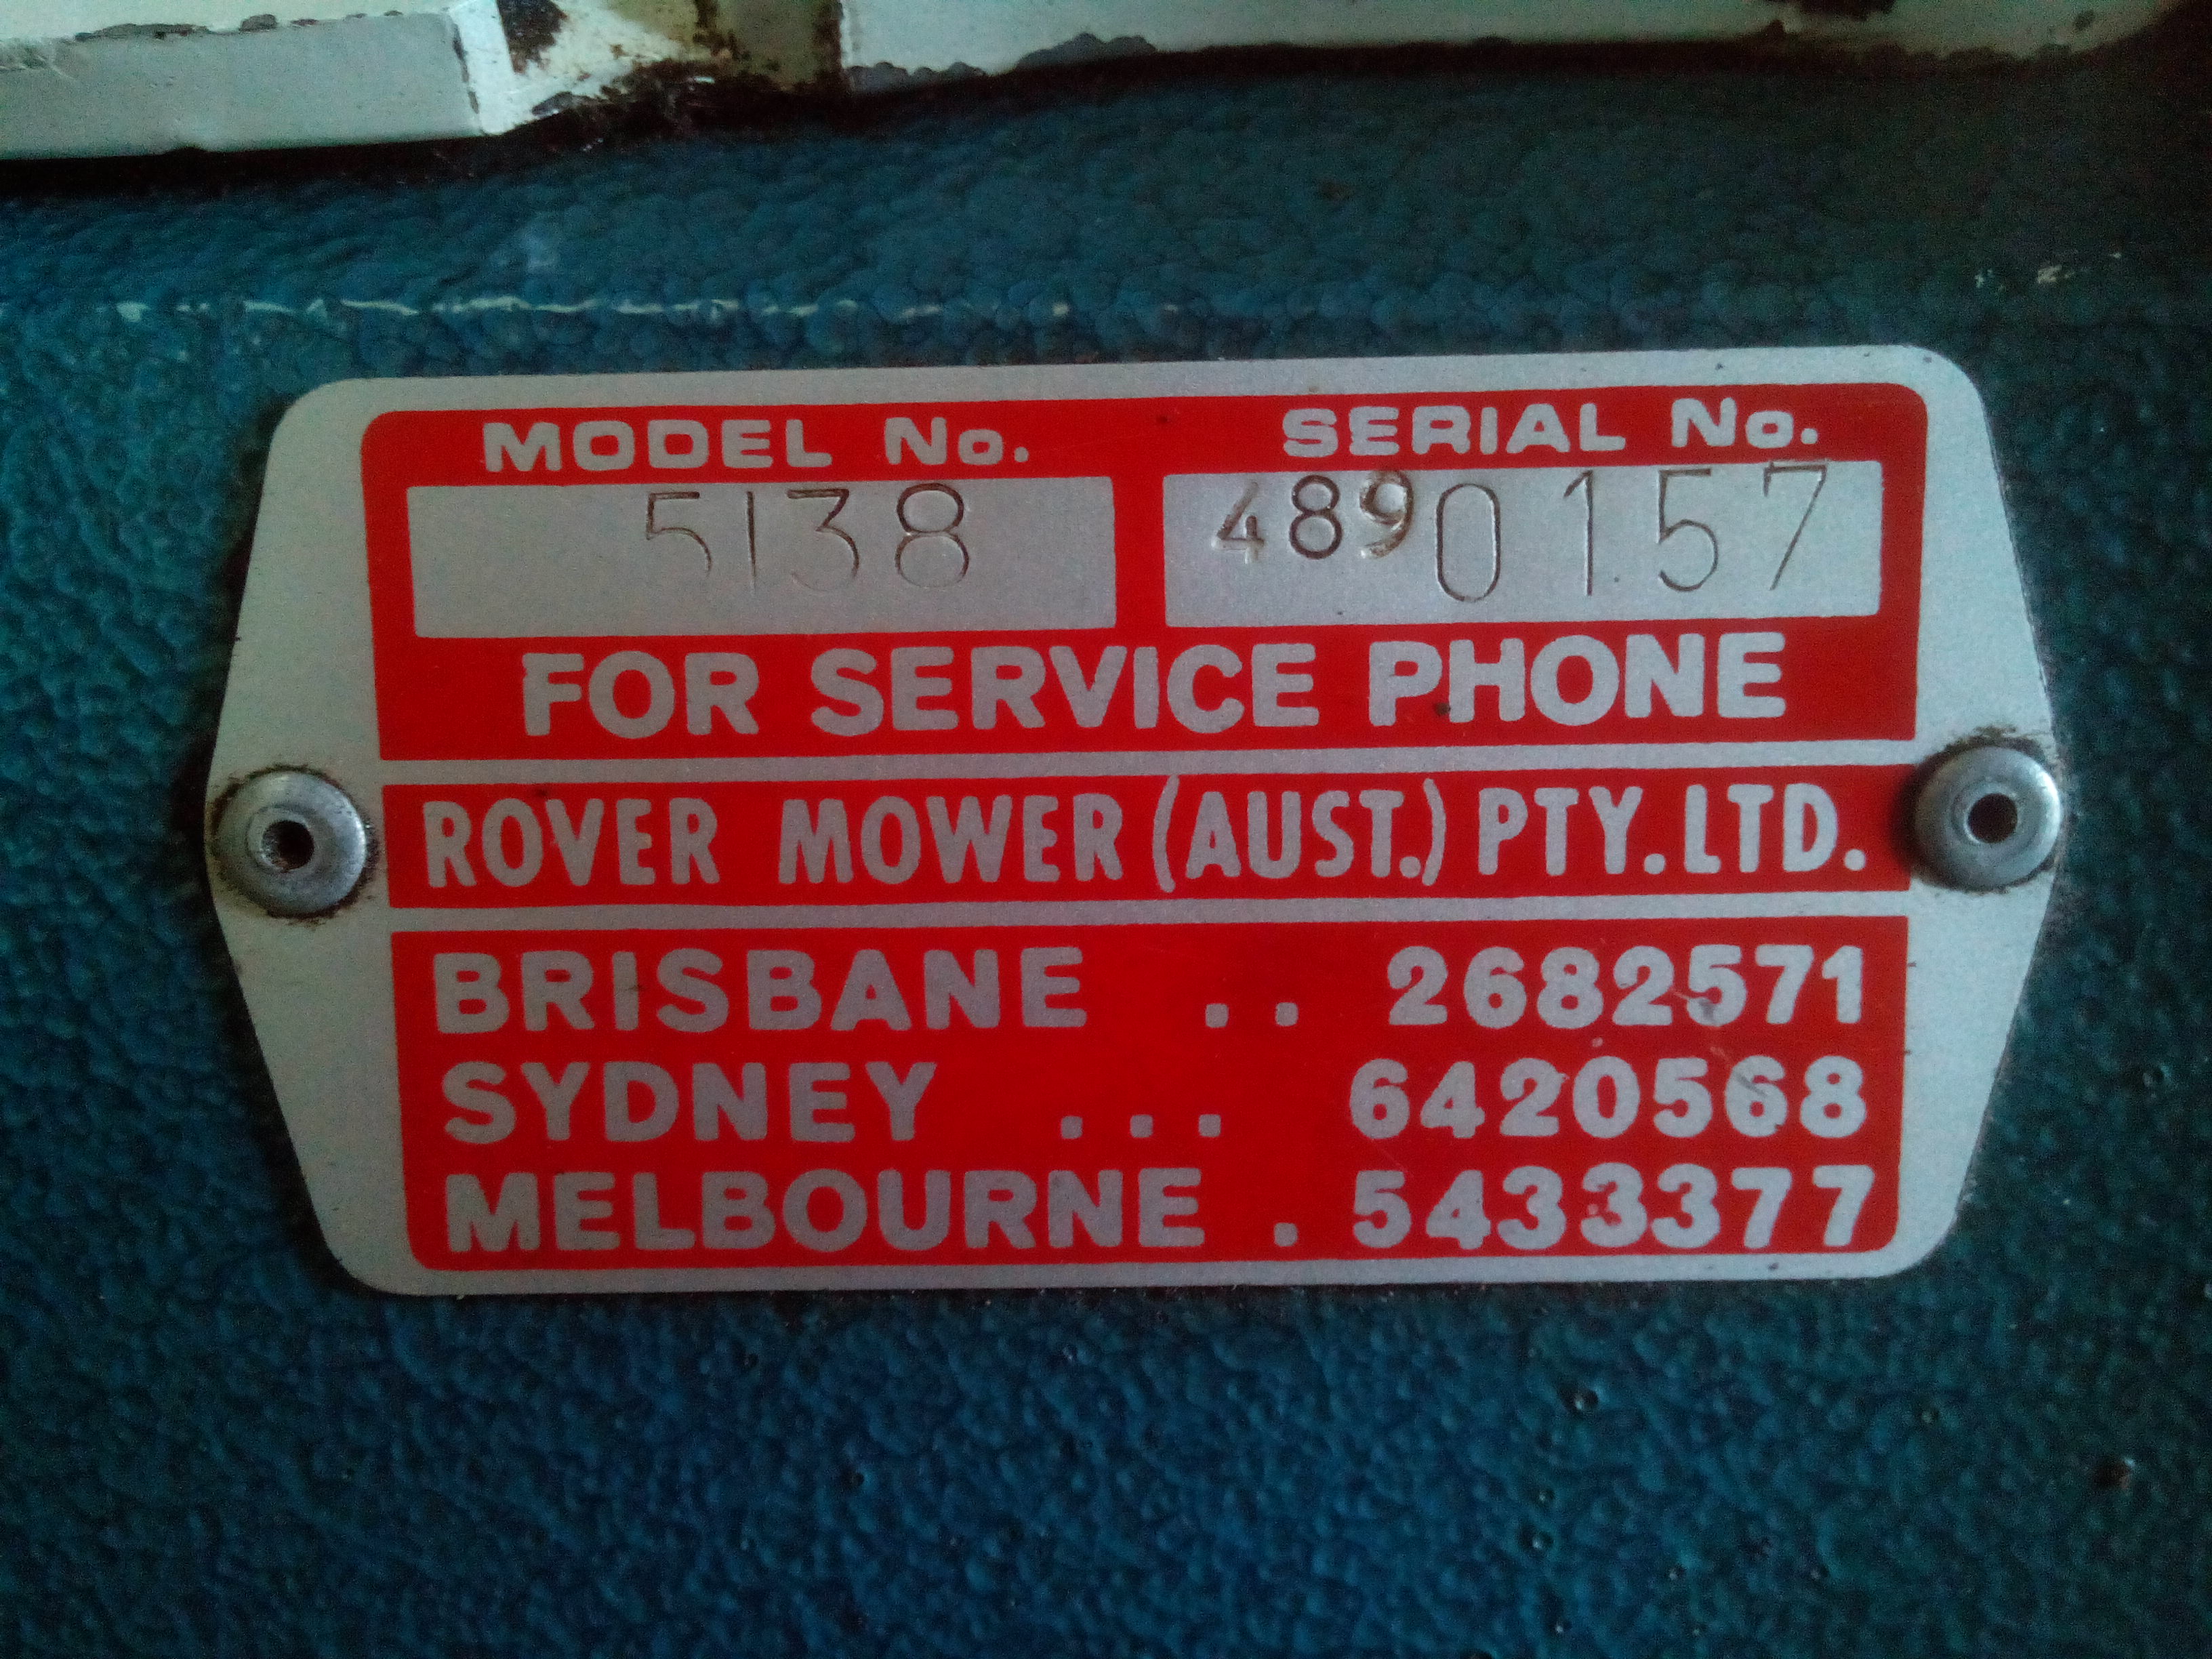 MODEL No. SERIAL No.
5138 4890157
FOR SERVICE PHONE
ROVER MOWER (AUST.) PTY. LTD.
BRISBANE .. 2682571
SYDNEY ... 6420568
MELBOURNE . 5433377